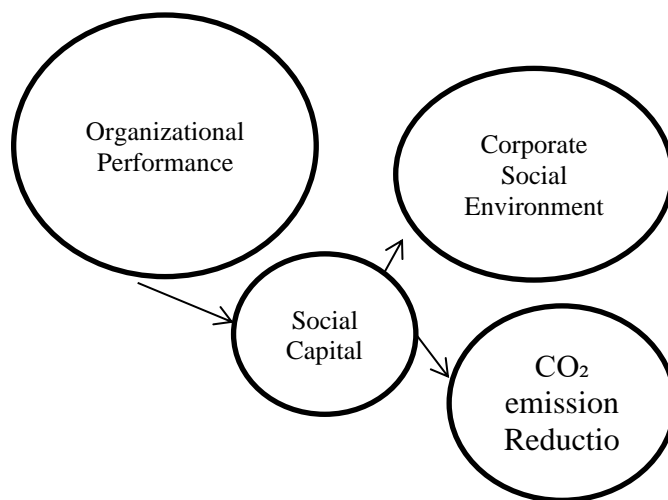 Organizational
Performance
Corporate
Social
Environment
Social
Capital
CO₂
emission
Reductio